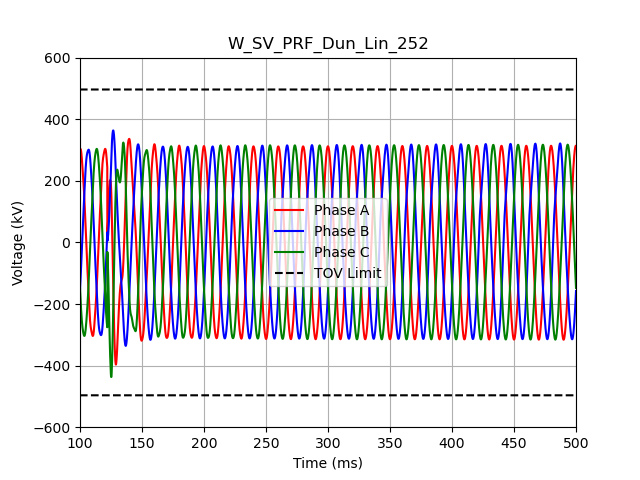 W_SV_PRF_Dun_Lin_252
600
400
200
0
−200
−400
−600
Voltage (kV)
Phase A
Phase B
Phase C
TOV Limit
100 150 200 250 300 350 400 450 500
Time (ms)